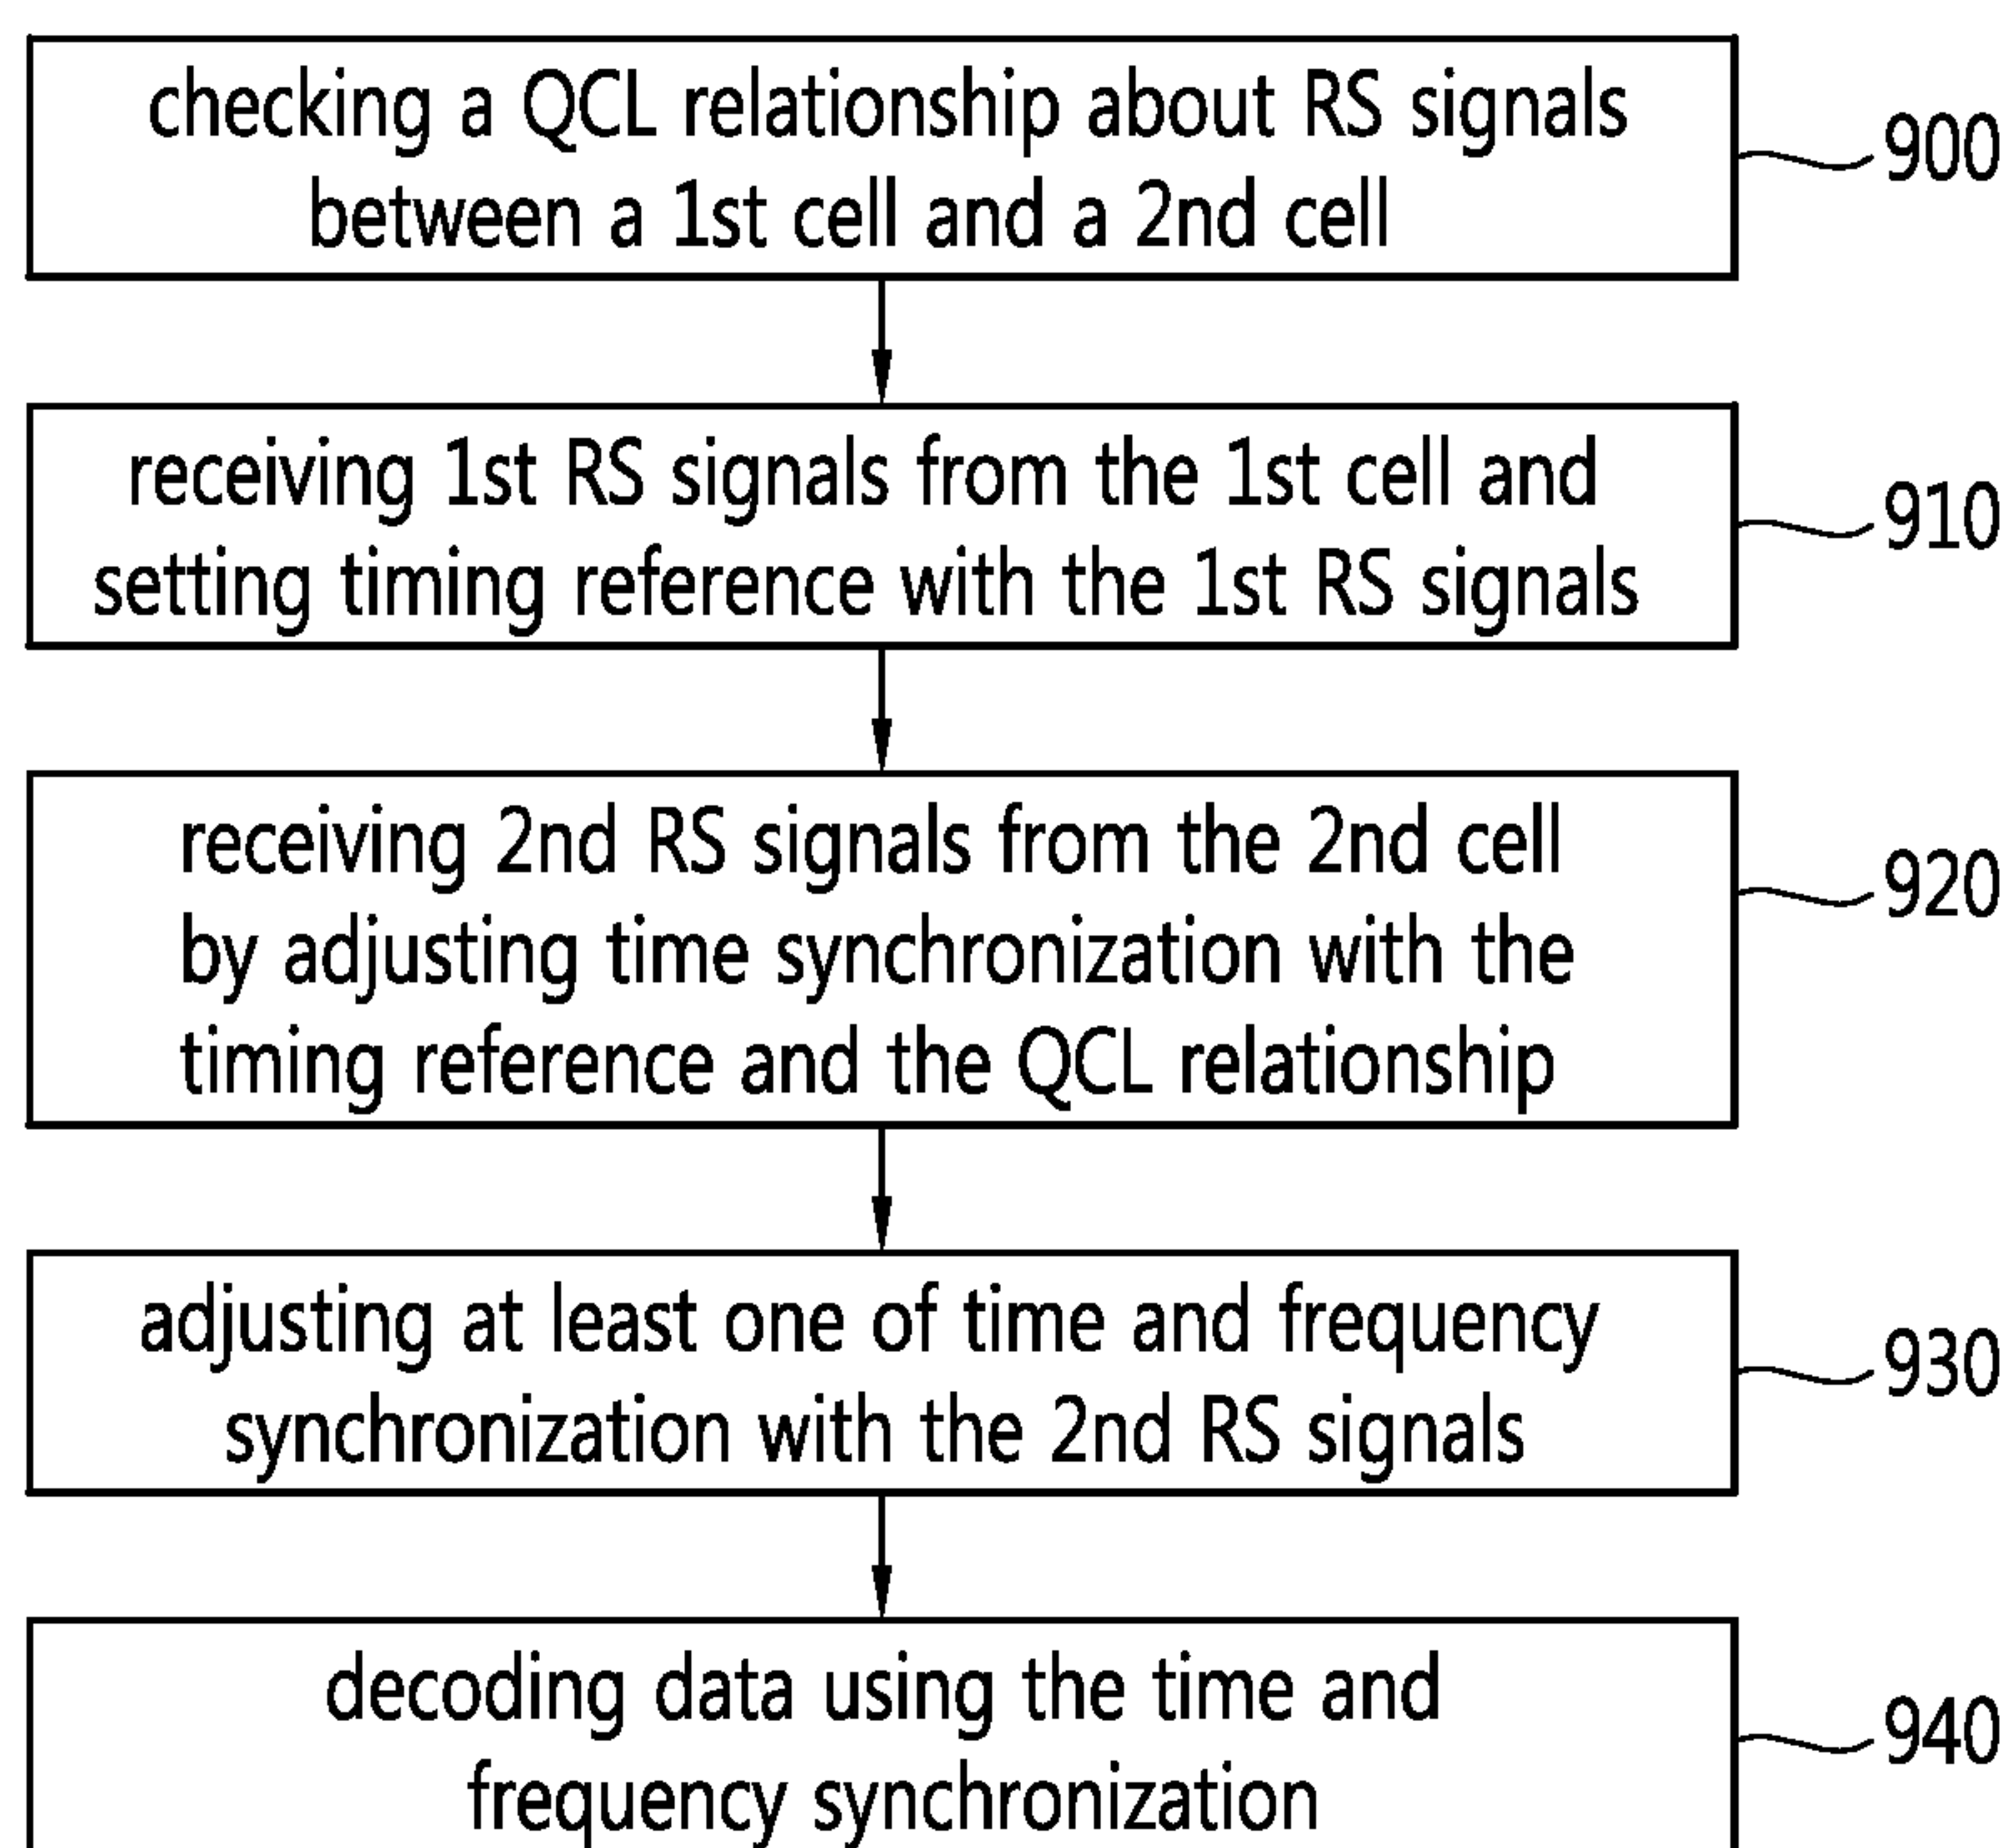 checking a QCL relationship about RS signals
between a 1st cell and a 2nd cell
900
receiving 1st RS signals from the 1st cell and
setting timing reference with the 1st RS signals
910
receiving 2nd RS signals from the 2nd cell
by adjusting time synchronization with the
timing reference and the QCL relationship
920
adjusting at least one of time and frequency
synchronization with the 2nd RS signals
930
decoding data using the time and
frequency synchronization
940